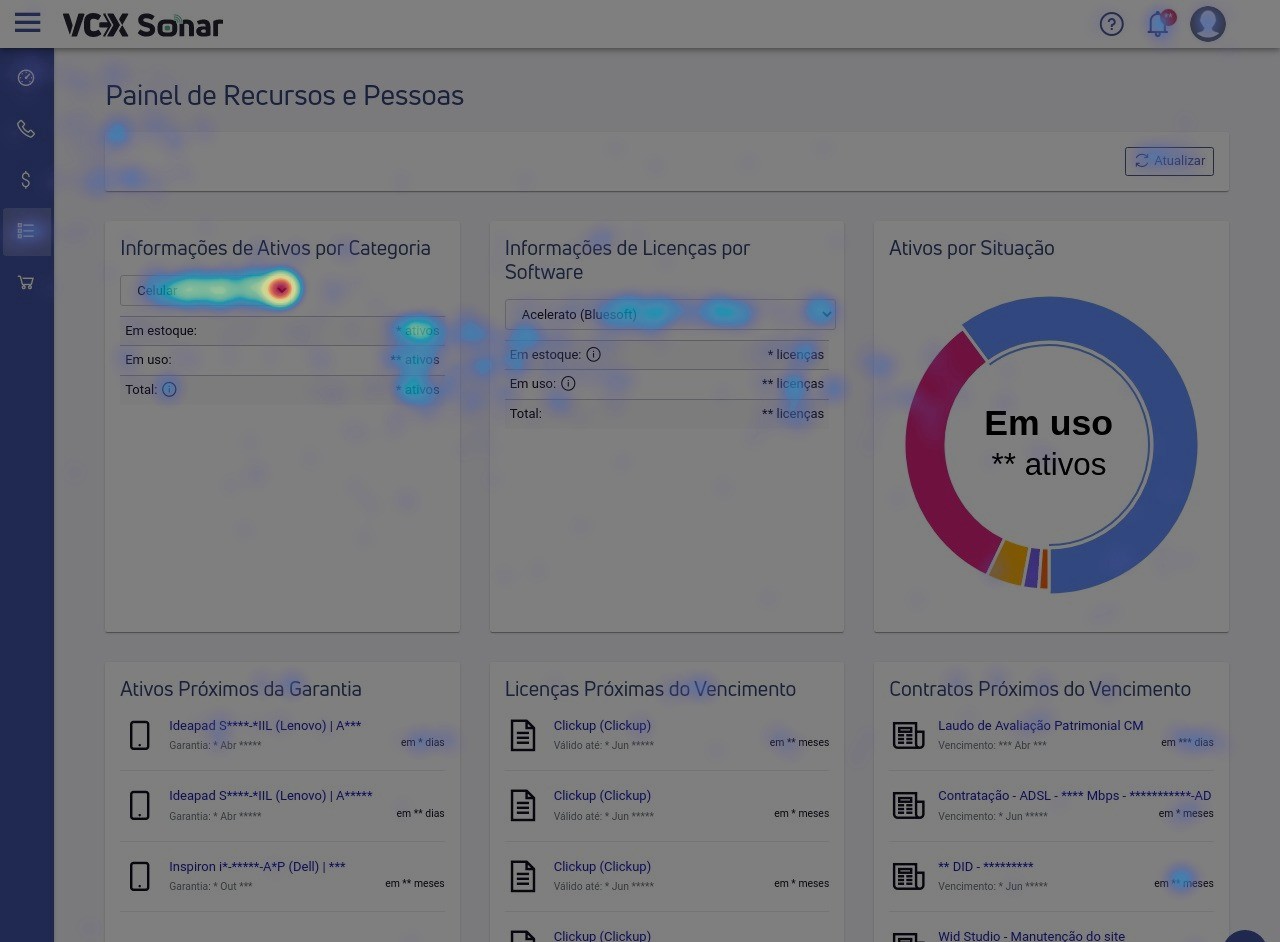 VC-X Sonar
Painel de Recursos e Pessoas
Atualizar
Informações de Ativos por Categoria
Celular
Em estoque: * ativos
Em uso: ** ativos
Total: * ativos
Informações de Licenças por
Software
Acelerato (Bluesoft)
Em estoque: * licenças
Em uso: ** licenças
Total: ** licenças
Ativos por Situação
Em uso
** ativos
Ativos Próximos da Garantia
Ideapad S****-*IIL (Lenovo) | A***
Garantia: * Abr ***** em * dias
Ideapad S****-*IIL (Lenovo) | A*****
Garantia: * Abr ***** em ** dias
Inspiron i*-*****-A*P (Dell) | ***
Garantia: * Out *** em ** meses
Licenças Próximas do Vencimento
Clickup (Clickup)
Válido até: * Jun ***** em ** meses
Clickup (Clickup)
Válido até: * Jun ***** em * meses
Clickup (Clickup)
Válido até: * Jun ***** em * meses
Clickup (Clickup)
Contratos Próximos do Vencimento
Laudo de Avaliação Patrimonial CM
Vencimento: *** Abr *** em *** dias
Contratação - ADSL - **** Mbps - ***********-AD
Vencimento: * Jun ***** em * meses
** DID - *********
Vencimento: * Jun ***** em ** meses
Wid Studio - Manutenção do site